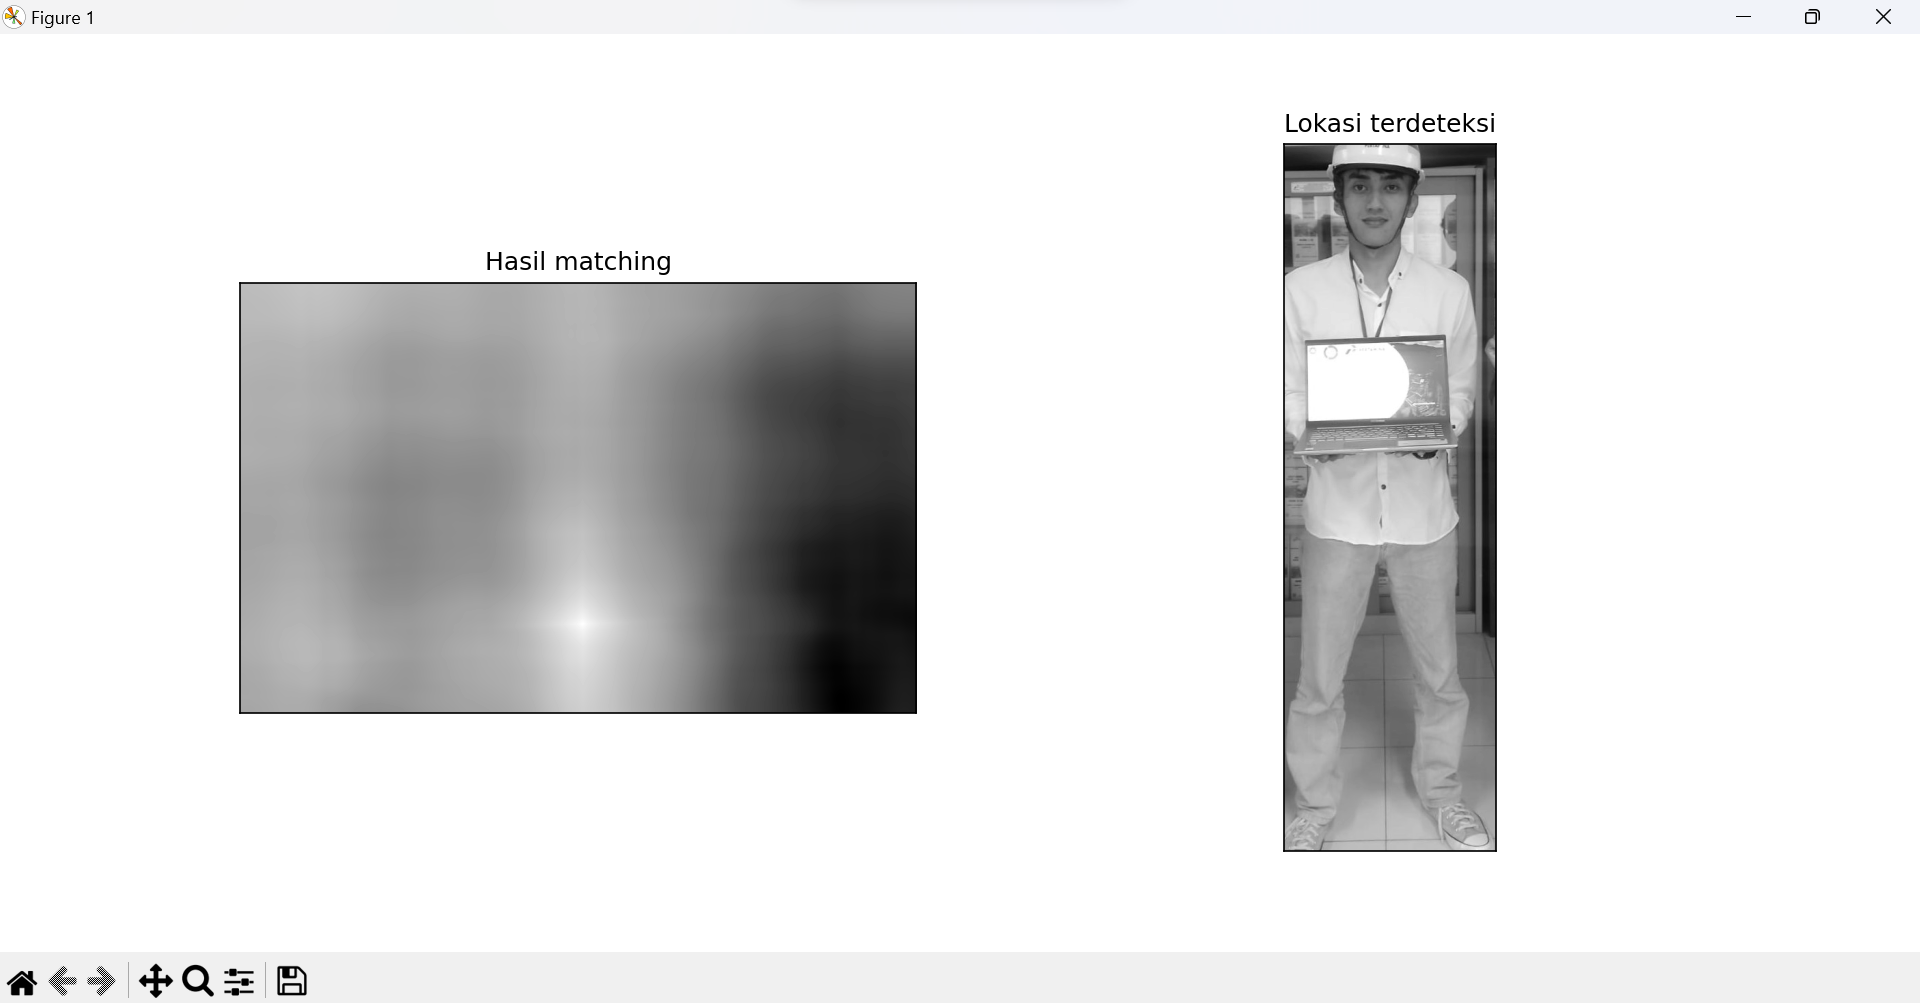 Figure 1
Lokasi terdeteksi
Hasil matching